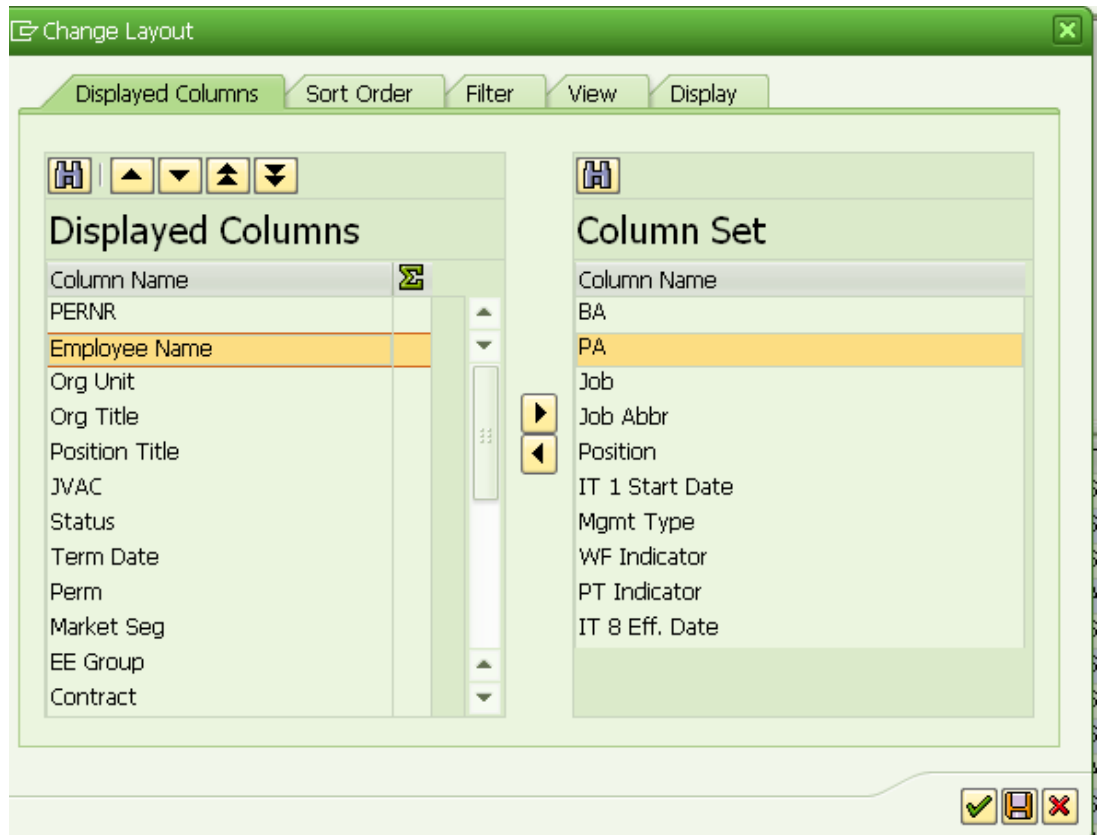 Change Layout
Displayed Columns
Sort Order
Filter
View
Display
Displayed Columns
Column Name
PERNR
Employee Name
Org Unit
Org Title
Position Title
JVAC
Status
Term Date
Perm
Market Seg
EE Group
Contract
Column Set
Column Name
BA
PA
Job
Job Abbr
Position
IT 1 Start Date
Mgmt Type
WF Indicator
PT Indicator
IT 8 Eff. Date